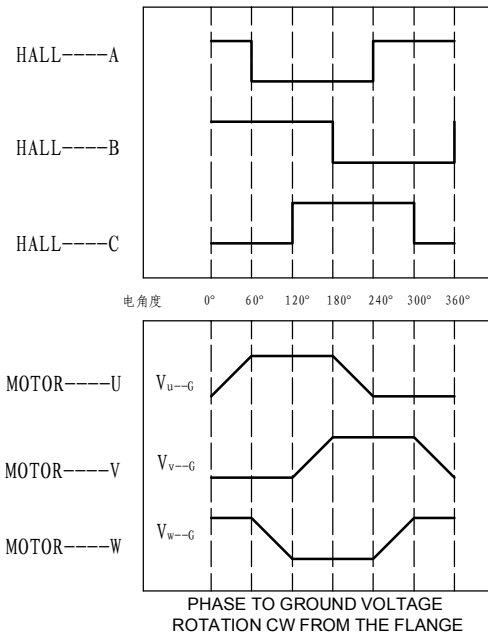 HALL----A
HALL----B
HALL----C
电角度 0° 60° 120° 180° 240° 300° 360°
MOTOR----U Vu--G
MOTOR----V Vv--G
MOTOR----W Vw--G
PHASE TO GROUND VOLTAGE
ROTATION CW FROM THE FLANGE